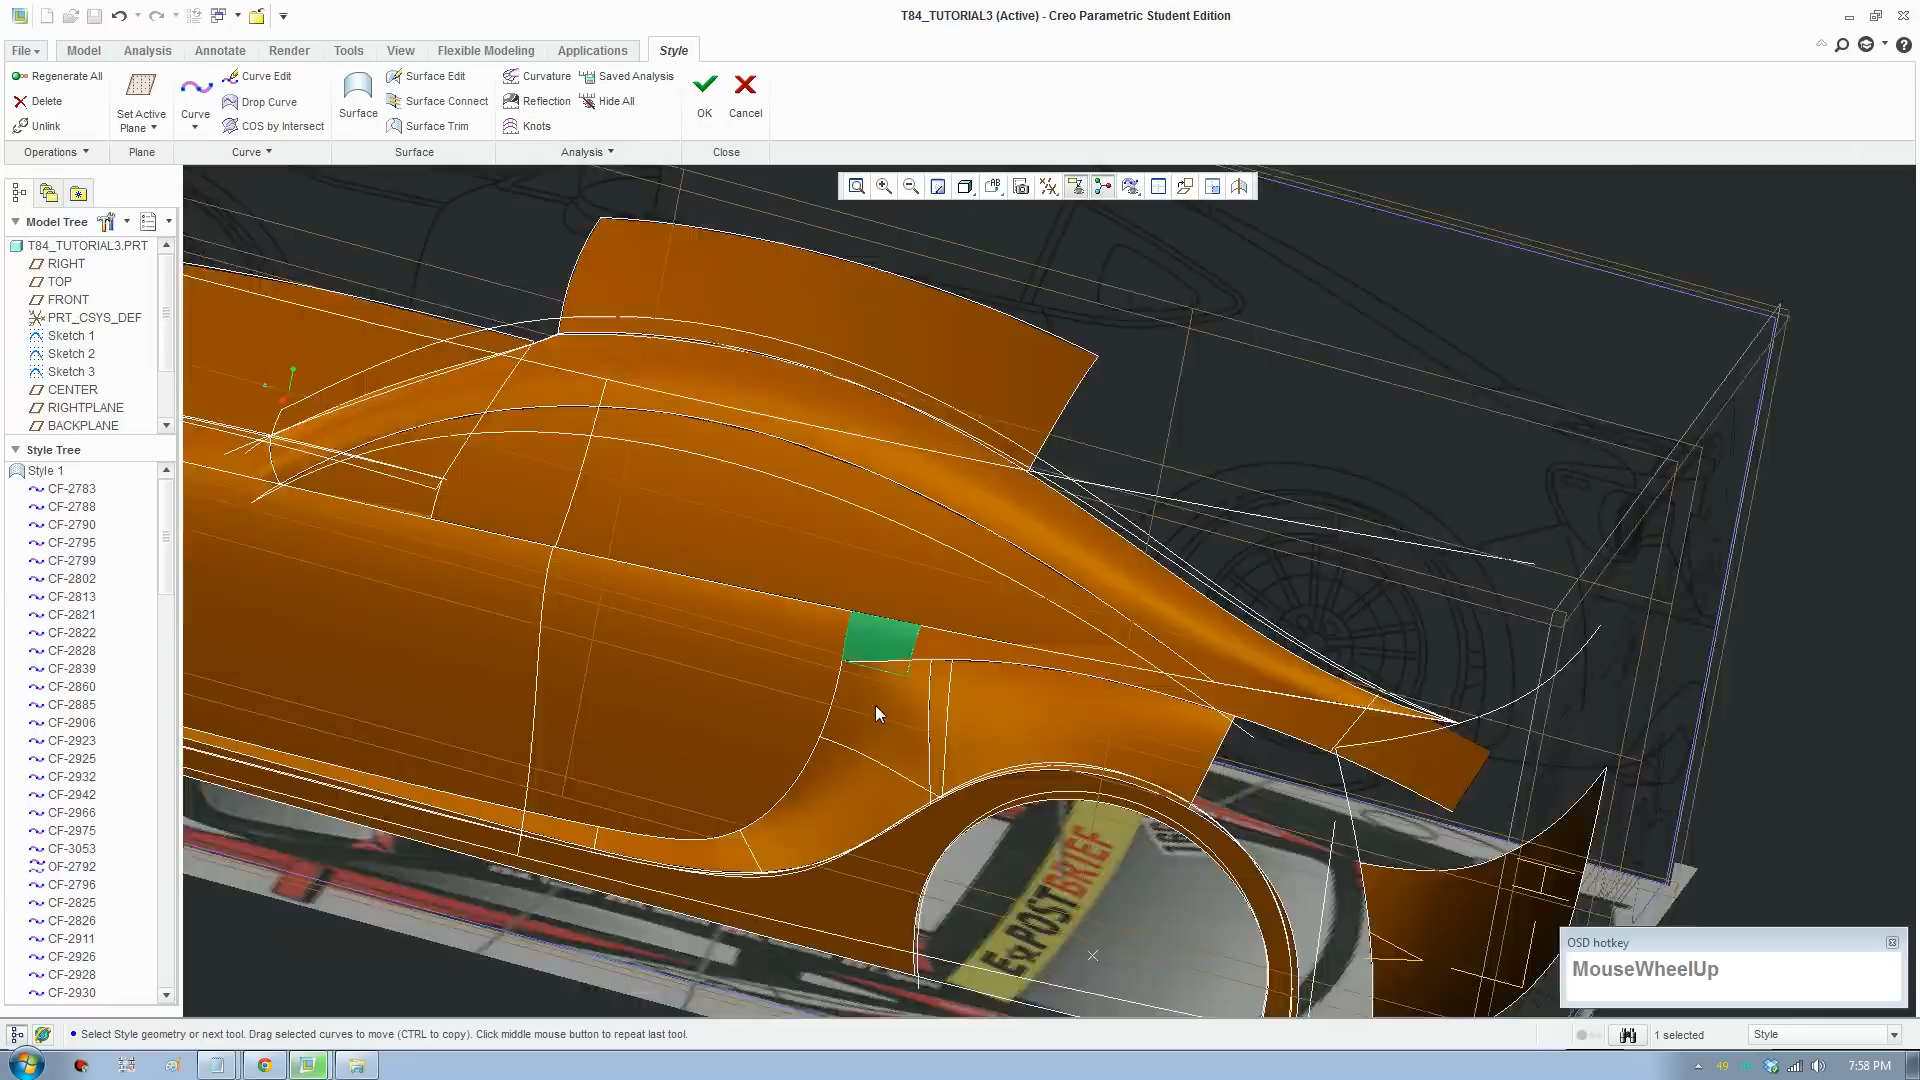 T84_TUTORIAL3 (Active) - Creo Parametric Student Edition
File
Model
Analysis
Annotate
Render
Tools
View
Flexible Modeling
Applications
Style
Regenerate All
Delete
Unlink
Set Active
Plane
Curve
Curve Edit
Drop Curve
COS by Intersect
Surface
Surface Edit
Surface Connect
Surface Trim
Curvature
Reflection
Knots
Saved Analysis
Hide All
OK
Cancel
Operations
Plane
Curve
Surface
Analysis
Close
Model Tree
T84_TUTORIAL3.PRT
RIGHT
TOP
FRONT
PRT_CSYS_DEF
Sketch 1
Sketch 2
Sketch 3
CENTER
RIGHTPLANE
BACKPLANE
Style Tree
Style 1
CF-2783
CF-2788
CF-2790
CF-2795
CF-2799
CF-2802
CF-2813
CF-2821
CF-2822
CF-2828
CF-2839
CF-2860
CF-2885
CF-2906
CF-2923
CF-2925
CF-2932
CF-2942
CF-2966
CF-2975
CF-3053
OF-2792
CF-2796
CF-2825
CF-2826
CF-2911
CF-2926
CF-2928
CF-2930
ExPOSTBRIEF
OSD hotkey
MouseWheelUp
Select Style geometry or next tool. Drag selected curves to move (CTRL to copy). Click middle mouse button to repeat last tool.
1 selected
Style
49
7:58 PM